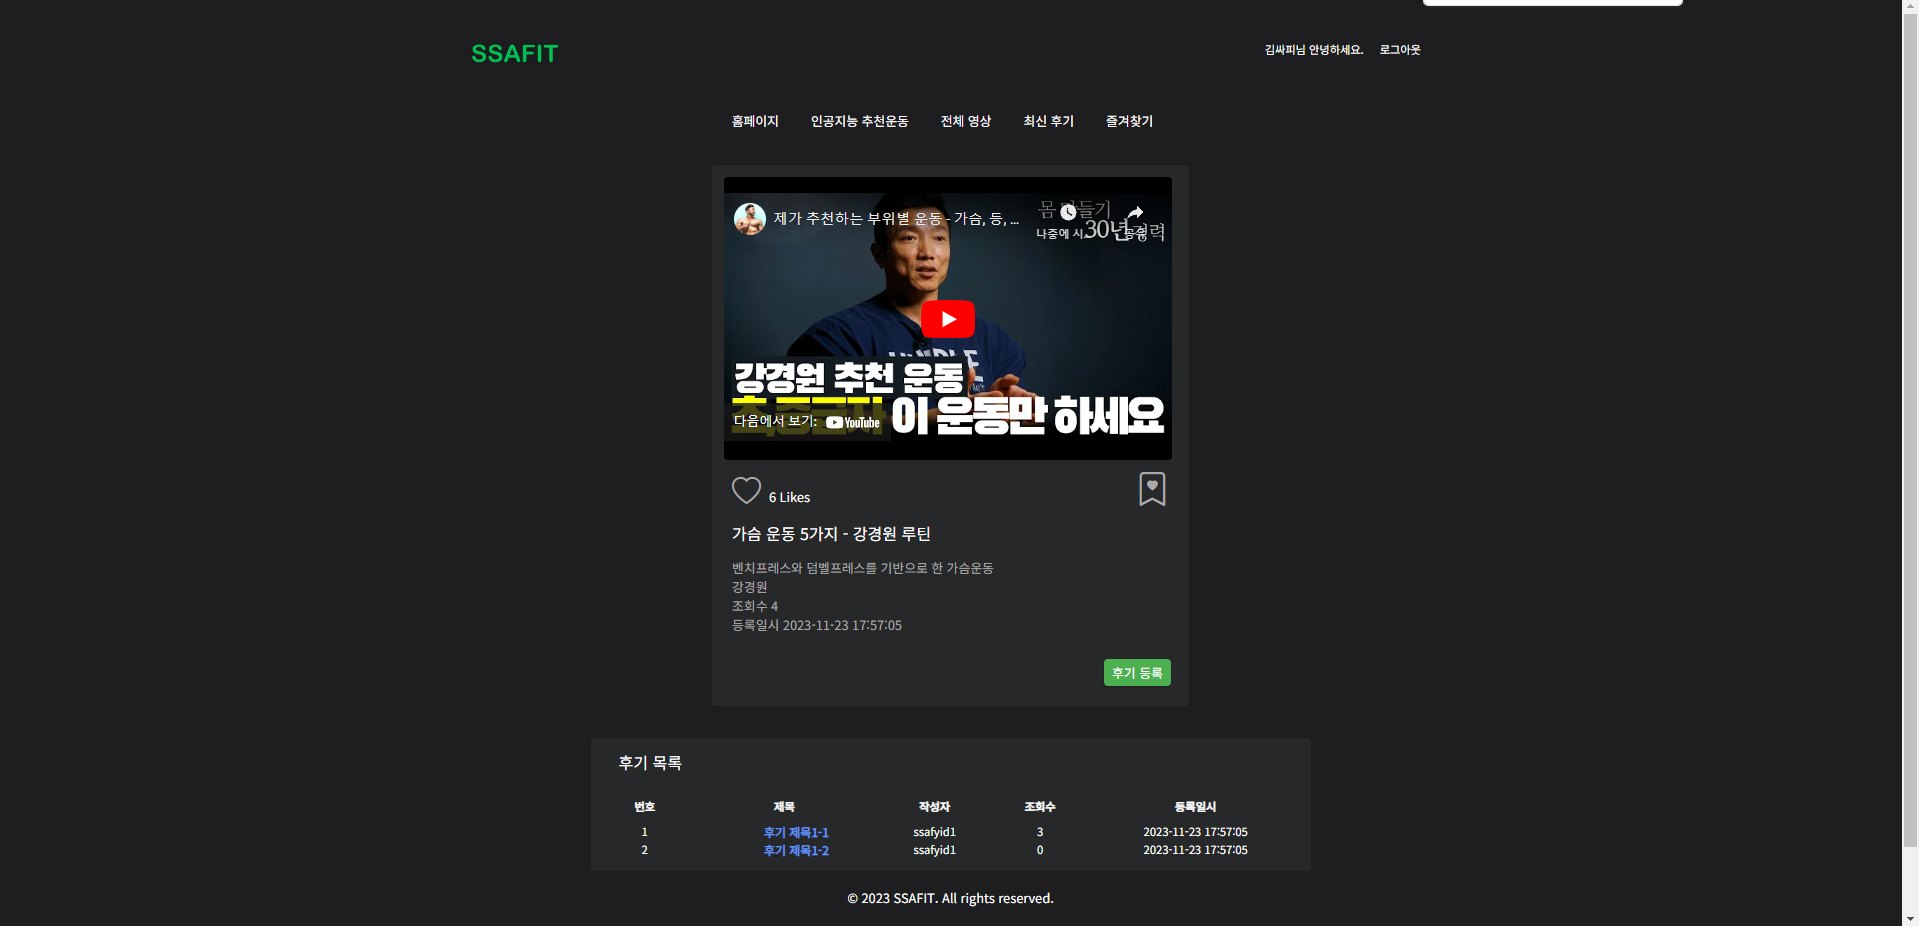 SSAFIT
김싸피님 안녕하세요. 로그아웃
홈페이지 인공지능 추천운동 전체 영상 최신 후기 즐겨찾기
제가 추천하는 부위별 운동 - 가슴, 등, ...
나중에 시...
30년
강경원 추천 운동
이 운동만 하세요
다음에서 보기: YouTube
6 Likes
가슴 운동 5가지 - 강경원 루틴
벤치프레스와 덤벨프레스를 기반으로 한 가슴운동
강경원
조회수 4
등록일시 2023-11-23 17:57:05
후기 등록
후기 목록
번호 제목 작성자 조회수 등록일시
1 후기 제목1-1 ssafyid1 3 2023-11-23 17:57:05
2 후기 제목1-2 ssafyid1 0 2023-11-23 17:57:05
© 2023 SSAFIT. All rights reserved.